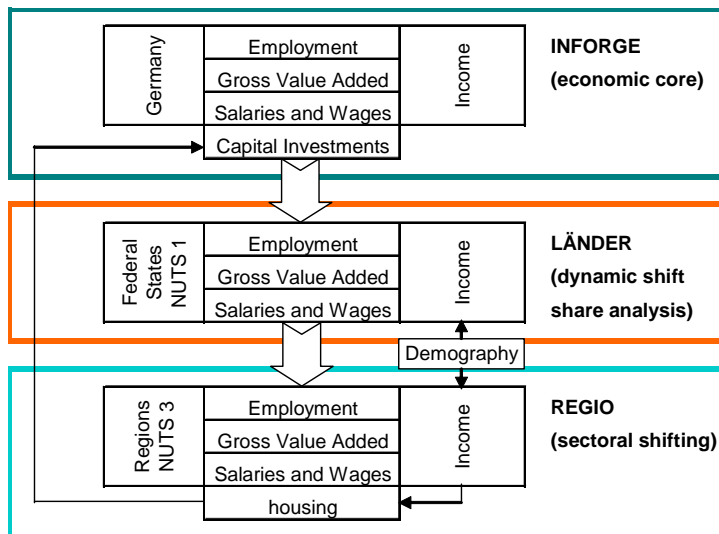 Germany
Employment
Gross Value Added
Salaries and Wages
Capital Investments
Income
INFORGE
(economic core)
Federal
States
NUTS 1
Employment
Gross Value Added
Salaries and Wages
Income
LÄNDER
(dynamic shift
share analysis)
Demography
Regions
NUTS 3
Employment
Gross Value Added
Salaries and Wages
housing
Income
REGIO
(sectoral shifting)